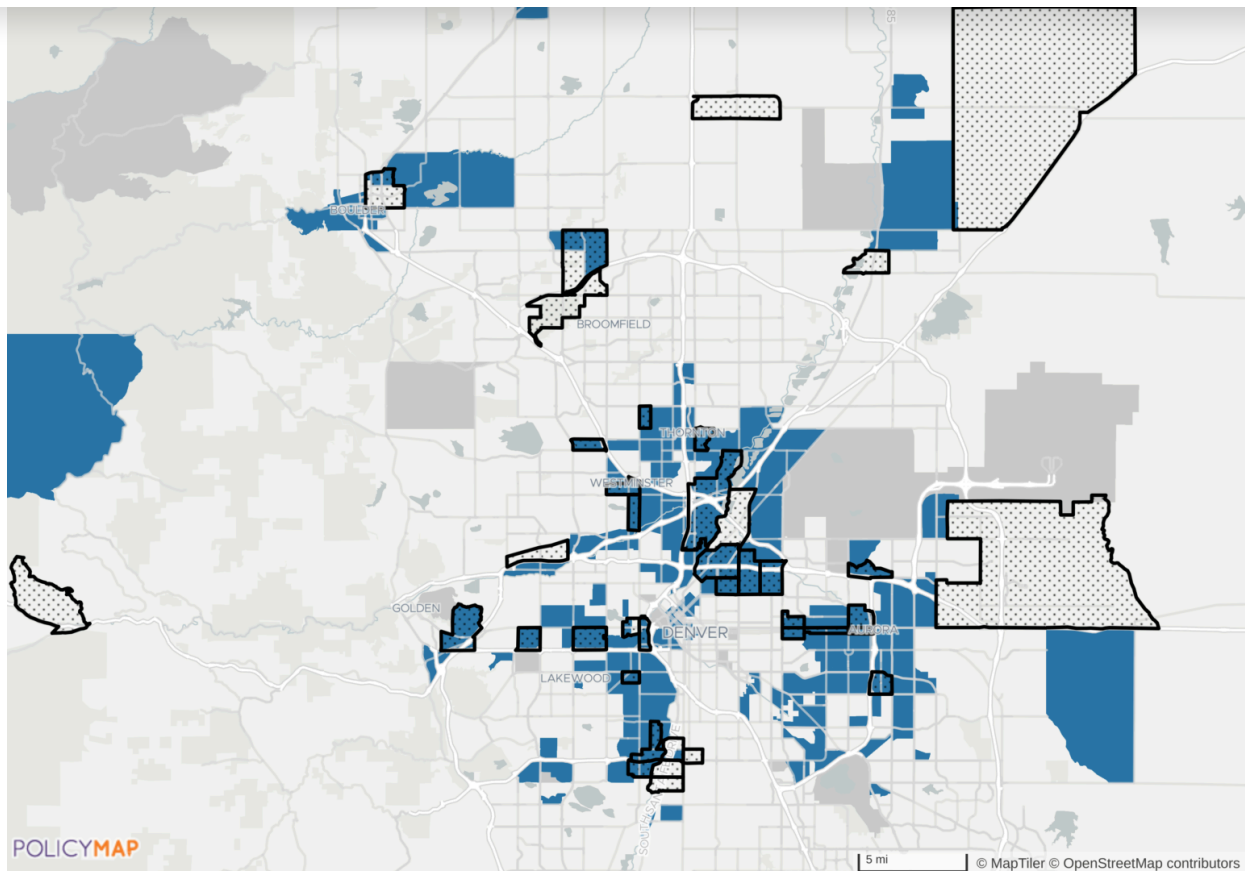 85
BOULDER
BROOMFIELD
THORNTON
WESTMINSTER
GOLDEN
DENVER
AURORA
LAKEWOOD
POLICYMAP
5 mi
© MapTiler © OpenStreetMap contributors